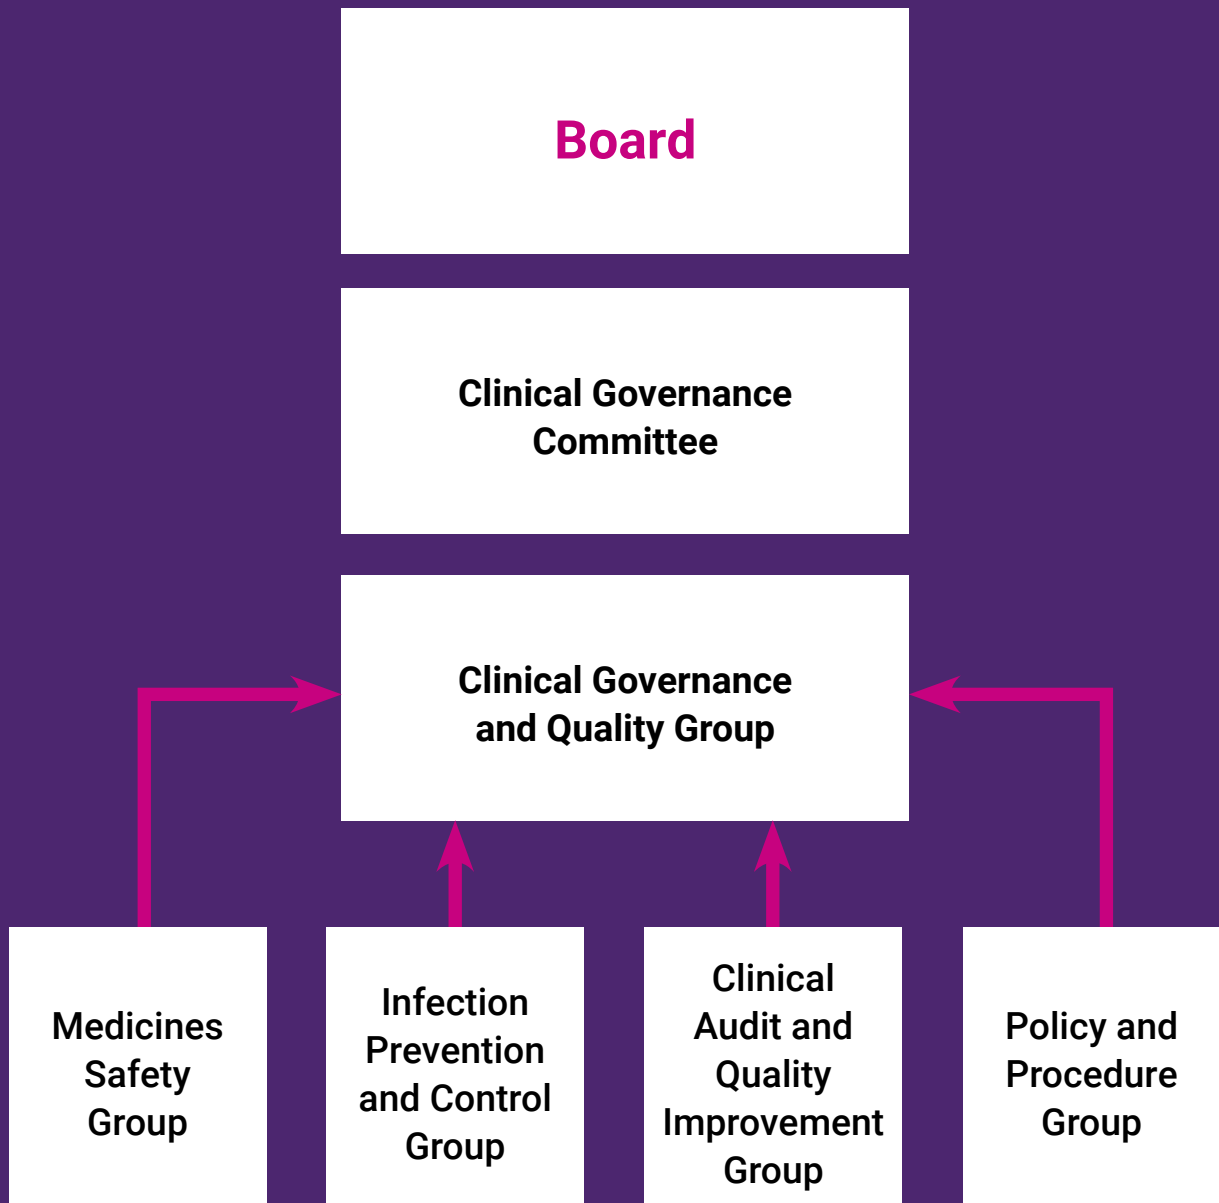 Board
Clinical Governance
Committee
Clinical Governance
and Quality Group
Medicines
Safety
Group
Infection
Prevention
and Control
Group
Clinical
Audit and
Quality
Improvement
Group
Policy and
Procedure
Group